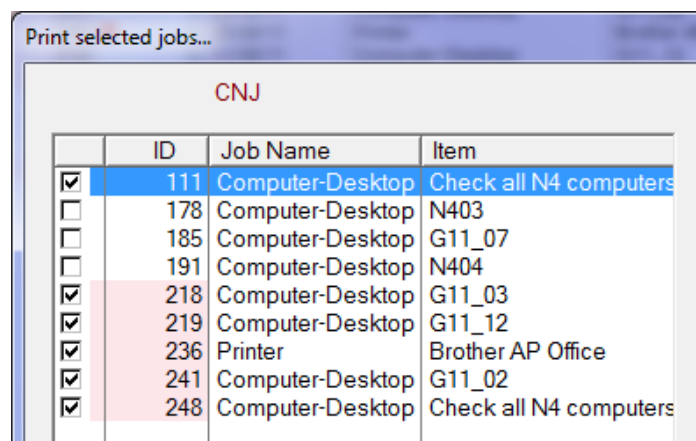 Print selected jobs...
CNJ
ID Job Name Item
111 Computer-Desktop Check all N4 computers
178 Computer-Desktop N403
185 Computer-Desktop G11_07
191 Computer-Desktop N404
218 Computer-Desktop G11_03
219 Computer-Desktop G11_12
236 Printer Brother AP Office
241 Computer-Desktop G11_02
248 Computer-Desktop Check all N4 computers